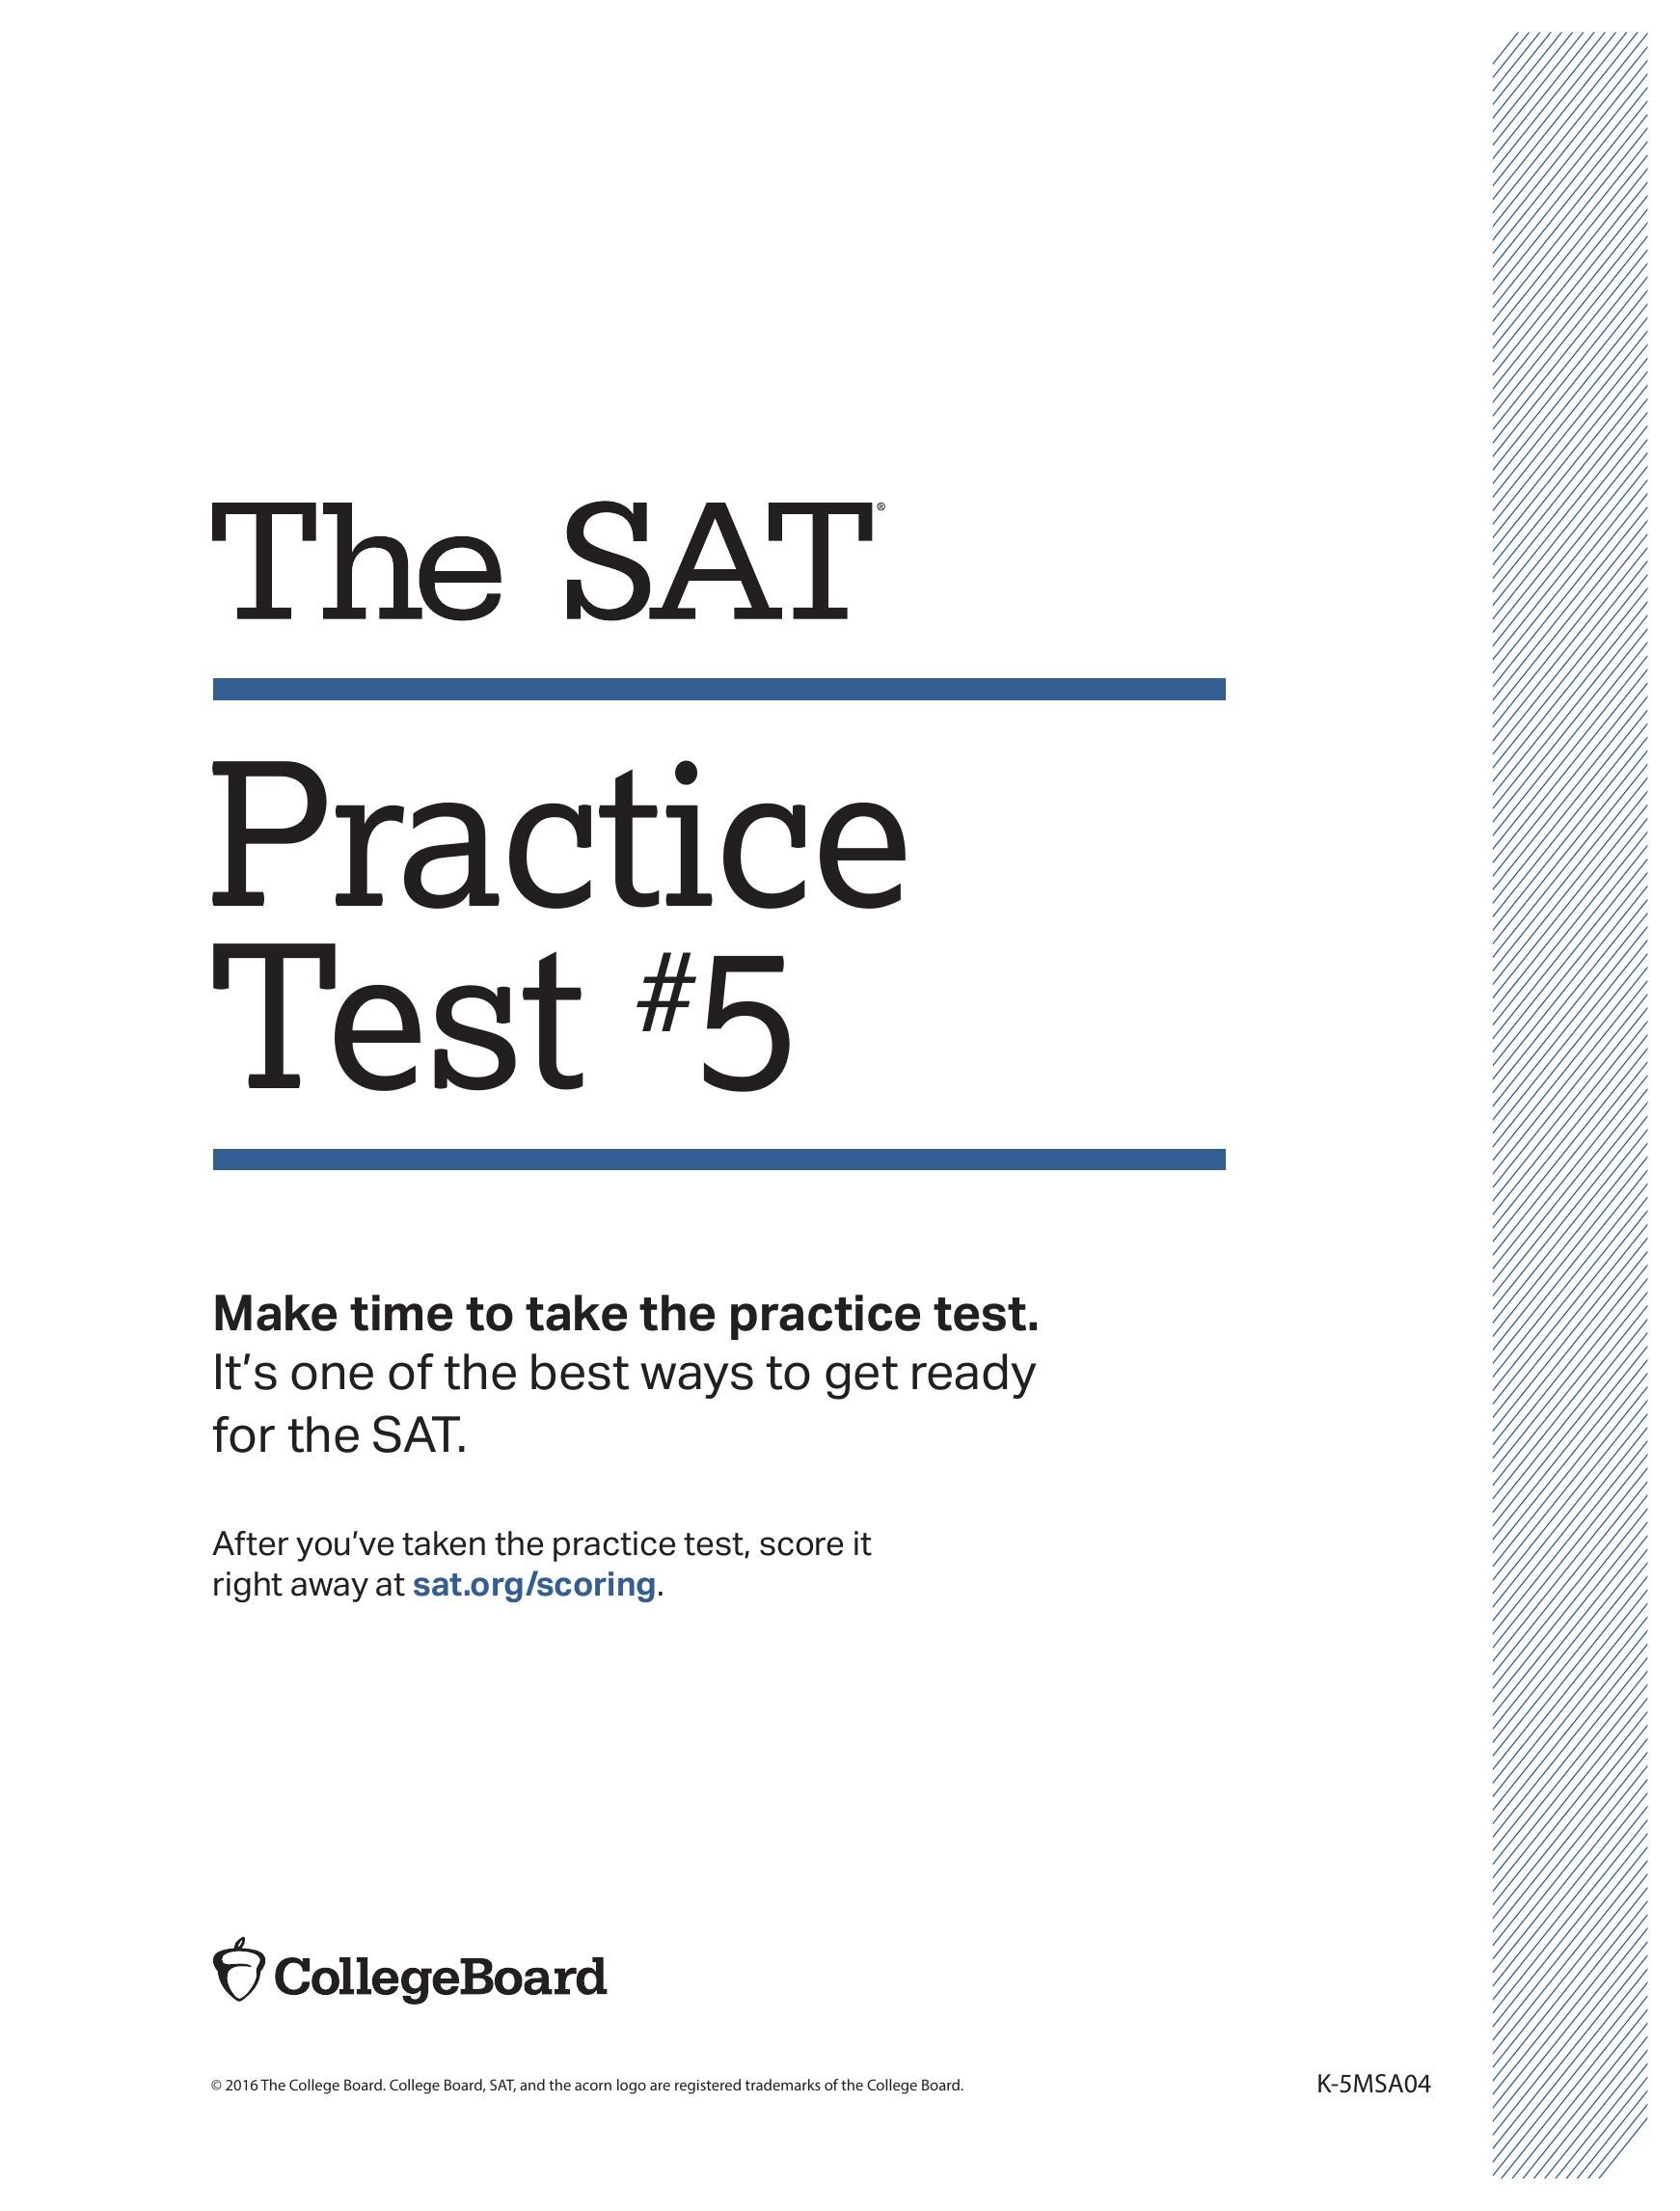 The SAT®
Practice
Test #5
Make time to take the practice test.
It's one of the best ways to get ready
for the SAT.
After you've taken the practice test, score it
right away at sat.org/scoring.
CollegeBoard
© 2016 The College Board. College Board, SAT, and the acorn logo are registered trademarks of the College Board.
K-5MSA04